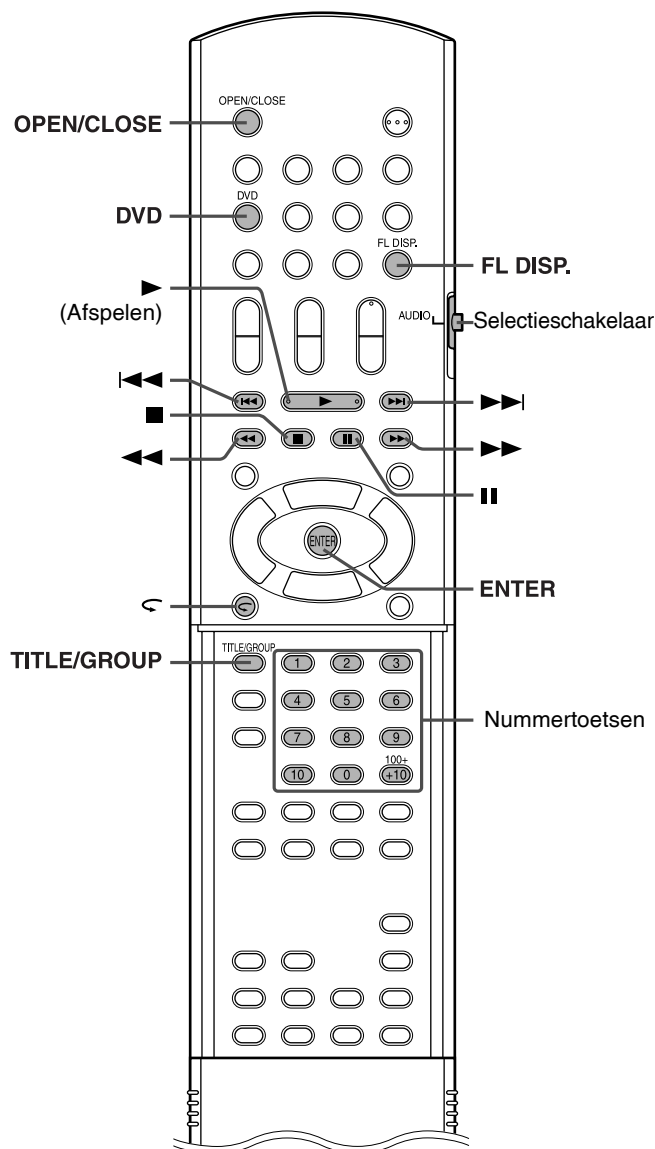 OPEN/CLOSE
OPEN/CLOSE
DVD
DVD
FL DISP.
FL DISP.
(Afspelen)
AUDIO
Selectieschakelaar
ENTER
ENTER
TITLE/GROUP
TITLE/GROUP
1 2 3
4 5 6
Nummertoetsen
7 8 9
100+
10 0 +10